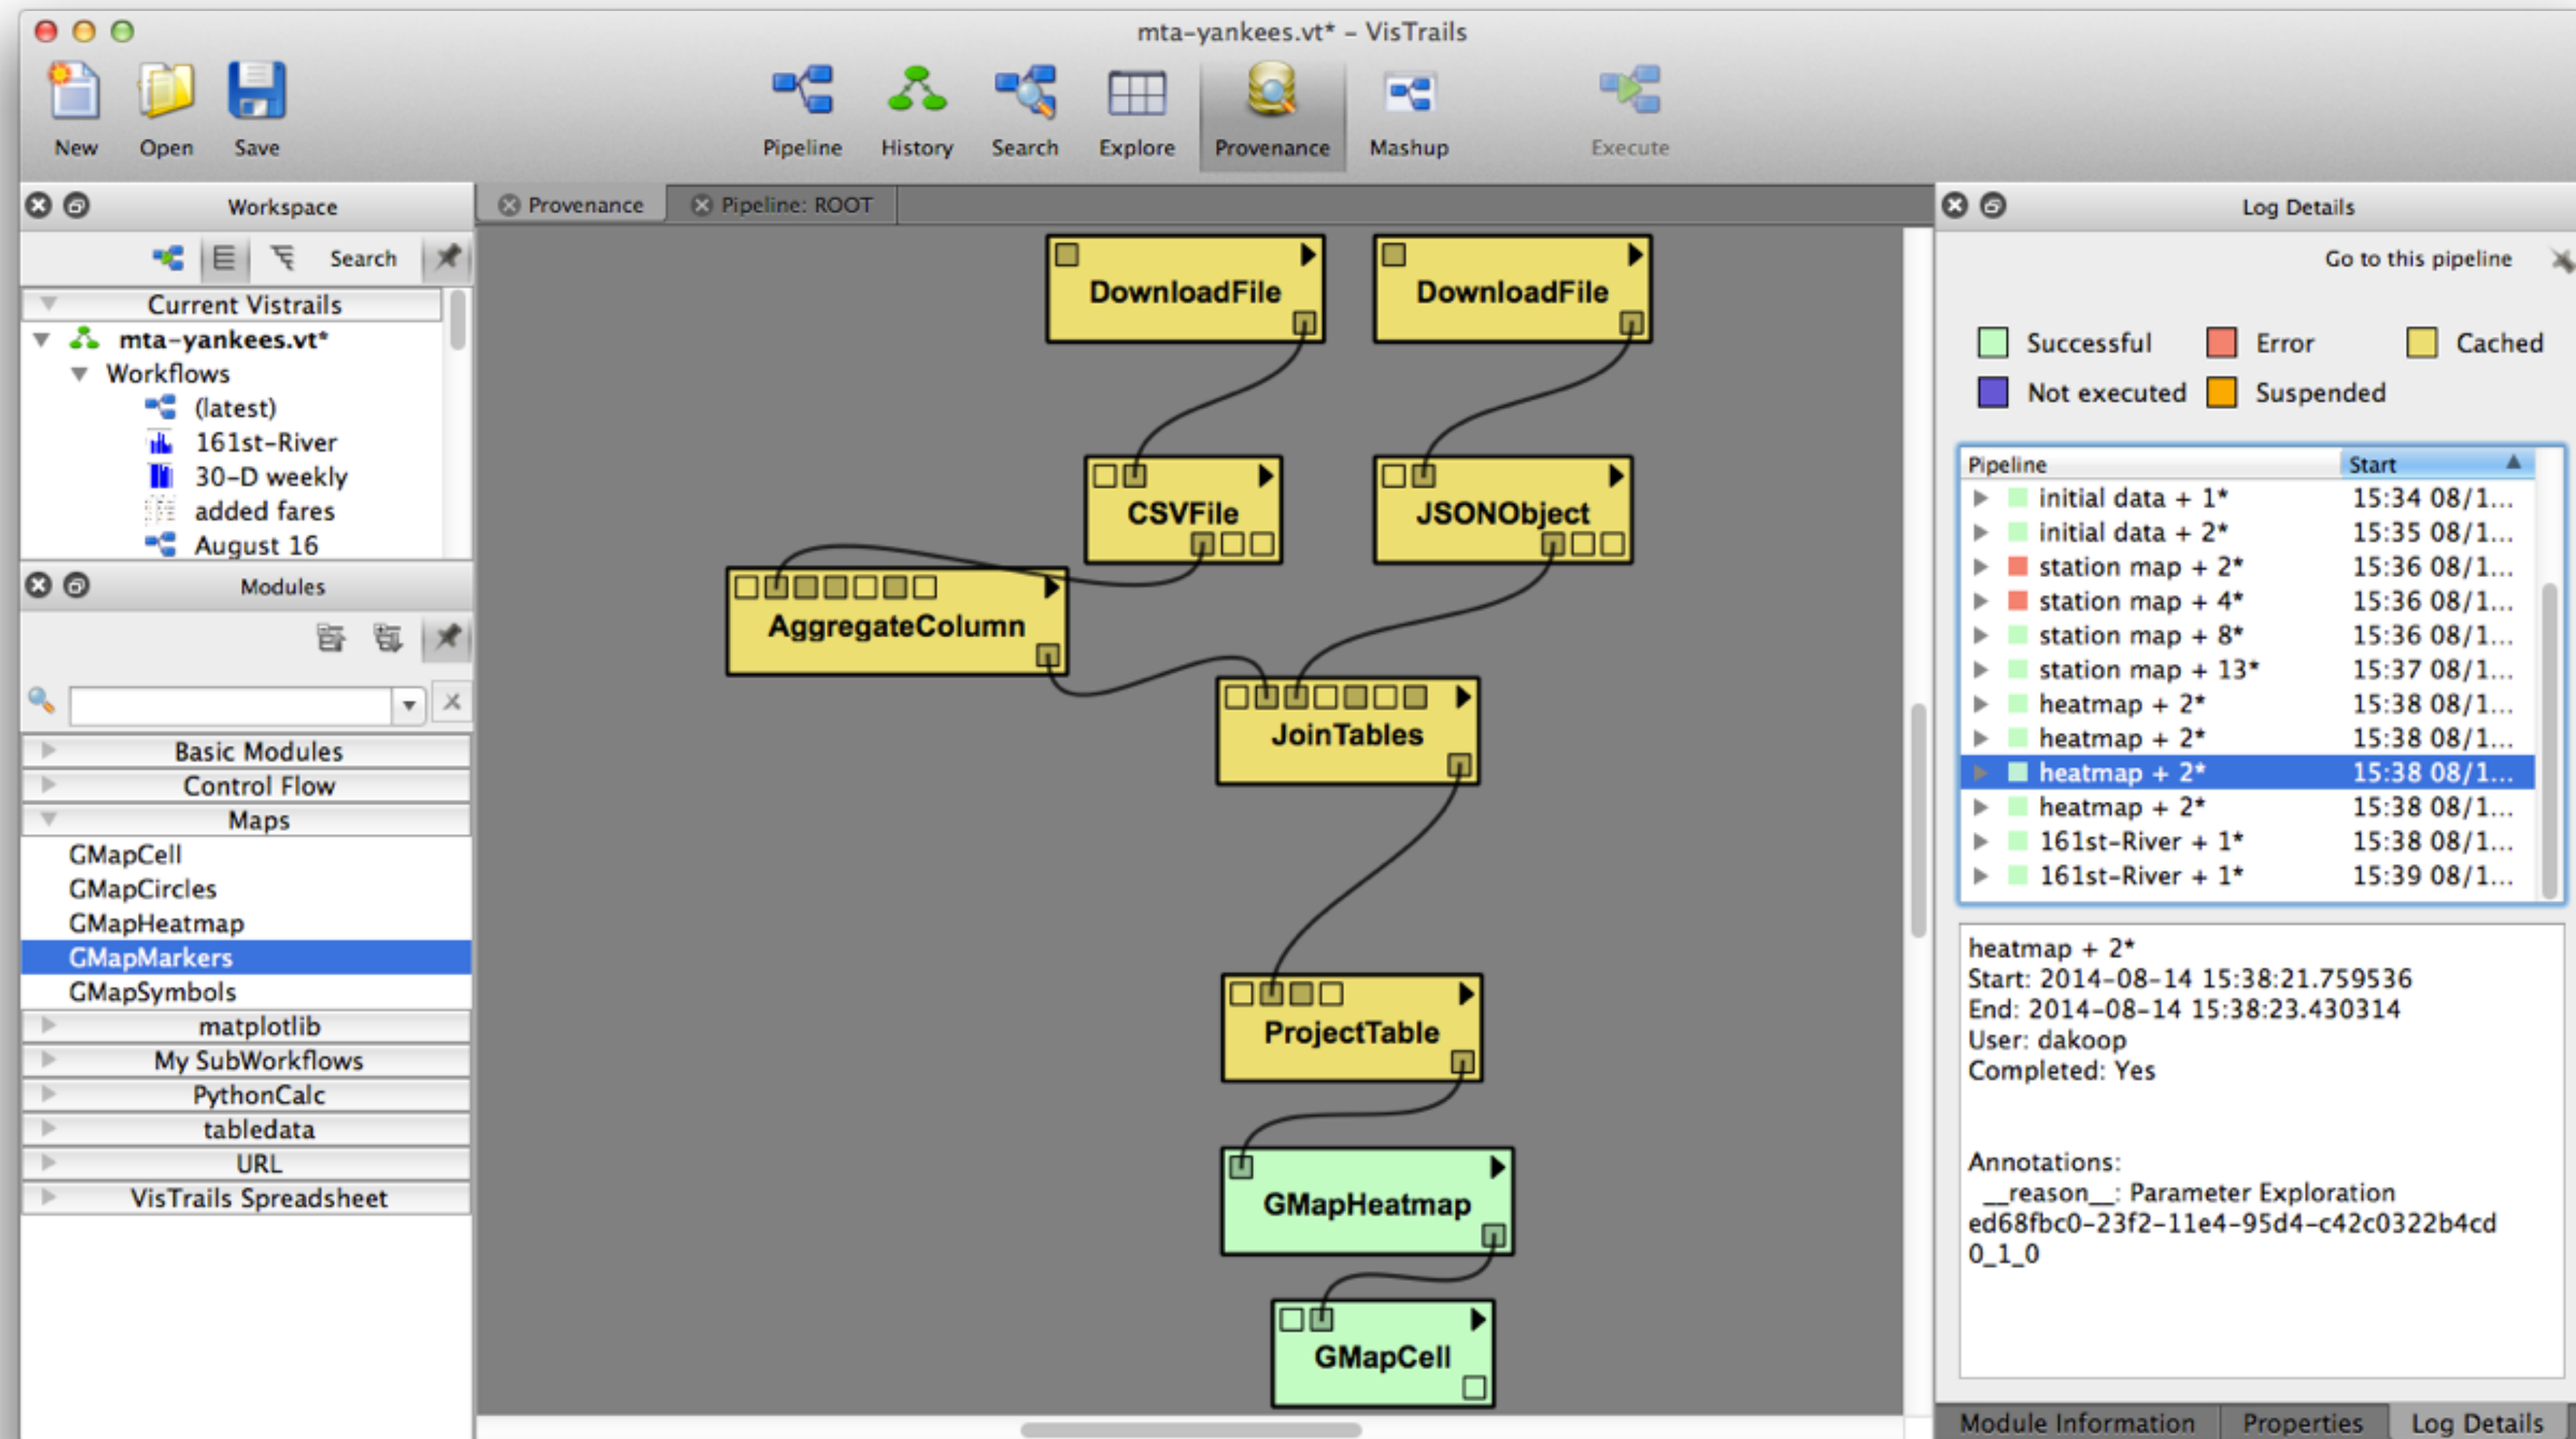 mta-yankees.vt* – VisTrails
New Open Save Pipeline History Search Explore Provenance Mashup Execute
Workspace
Search
Current Vistrails
mta-yankees.vt*
Workflows
(latest)
161st-River
30-D weekly
added fares
August 16
Modules
Basic Modules
Control Flow
Maps
GMapCell
GMapCircles
GMapHeatmap
GMapMarkers
GMapSymbols
matplotlib
My SubWorkflows
PythonCalc
tabledata
URL
VisTrails Spreadsheet
Provenance Pipeline: ROOT
DownloadFile DownloadFile
CSVFile JSONObject
AggregateColumn
JoinTables
ProjectTable
GMapHeatmap
GMapCell
Log Details
Go to this pipeline
Successful Error Cached
Not executed Suspended
Pipeline Start
initial data + 1* 15:34 08/1...
initial data + 2* 15:35 08/1...
station map + 2* 15:36 08/1...
station map + 4* 15:36 08/1...
station map + 8* 15:36 08/1...
station map + 13* 15:37 08/1...
heatmap + 2* 15:38 08/1...
heatmap + 2* 15:38 08/1...
heatmap + 2* 15:38 08/1...
heatmap + 2* 15:38 08/1...
161st-River + 1* 15:38 08/1...
161st-River + 1* 15:39 08/1...
heatmap + 2*
Start: 2014-08-14 15:38:21.759536
End: 2014-08-14 15:38:23.430314
User: dakoop
Completed: Yes
Annotations:
__reason__: Parameter Exploration
ed68fbc0-23f2-11e4-95d4-c42c0322b4cd
0_1_0
Module Information Properties Log Details